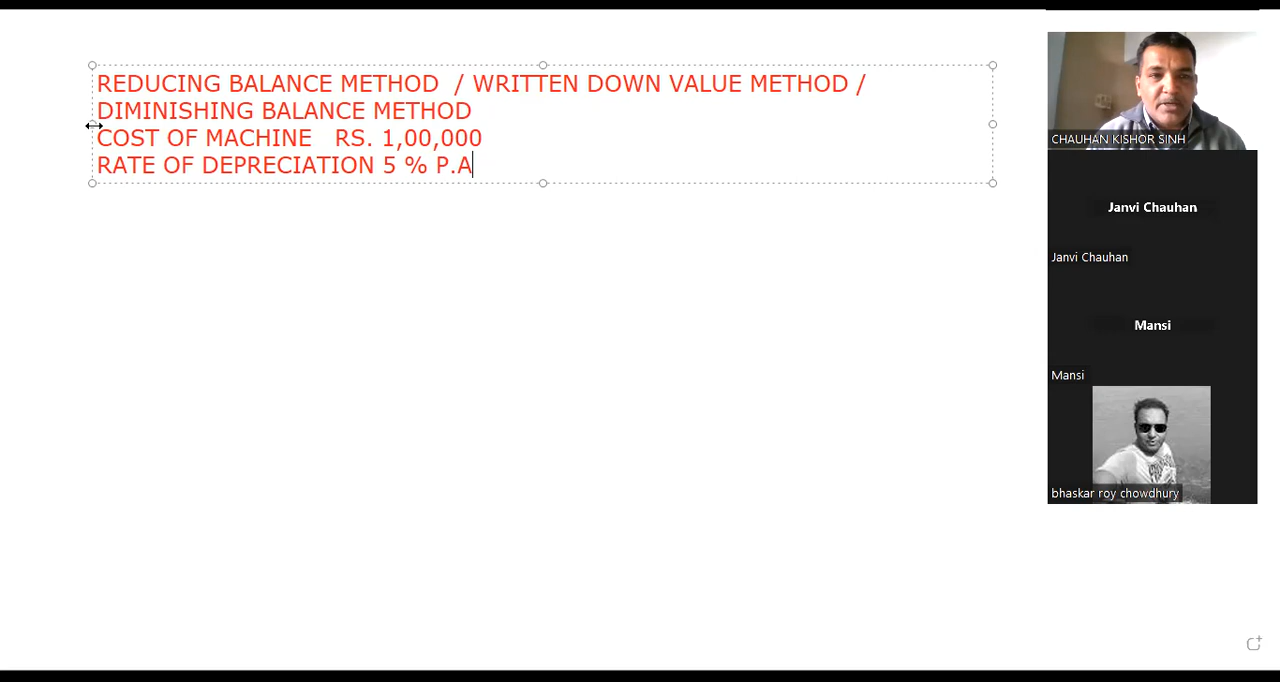 REDUCING BALANCE METHOD / WRITTEN DOWN VALUE METHOD /
DIMINISHING BALANCE METHOD
COST OF MACHINE RS. 1,00,000
RATE OF DEPRECIATION 5 % P.A
CHAUHAN KISHOR SINH
Janvi Chauhan
Janvi Chauhan
Mansi
Mansi
bhaskar roy chowdhury